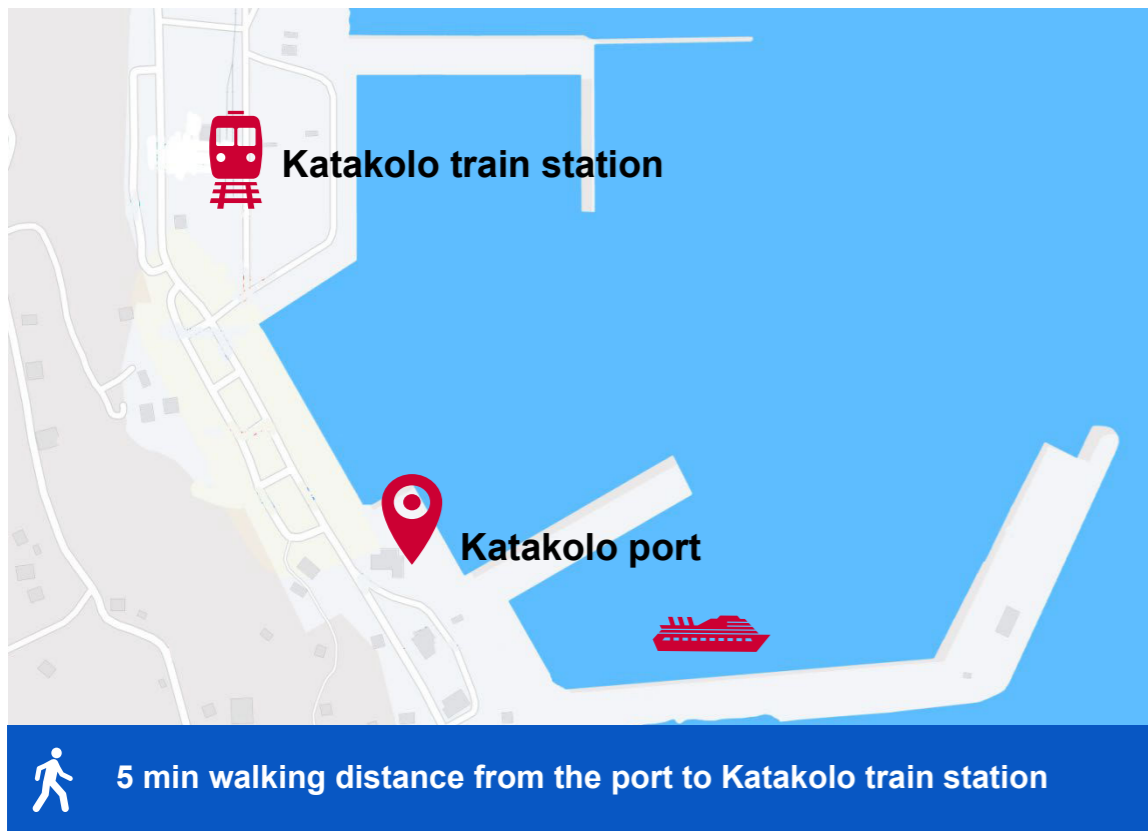 Katakolo train station
Katakolo port
5 min walking distance from the port to Katakolo train station